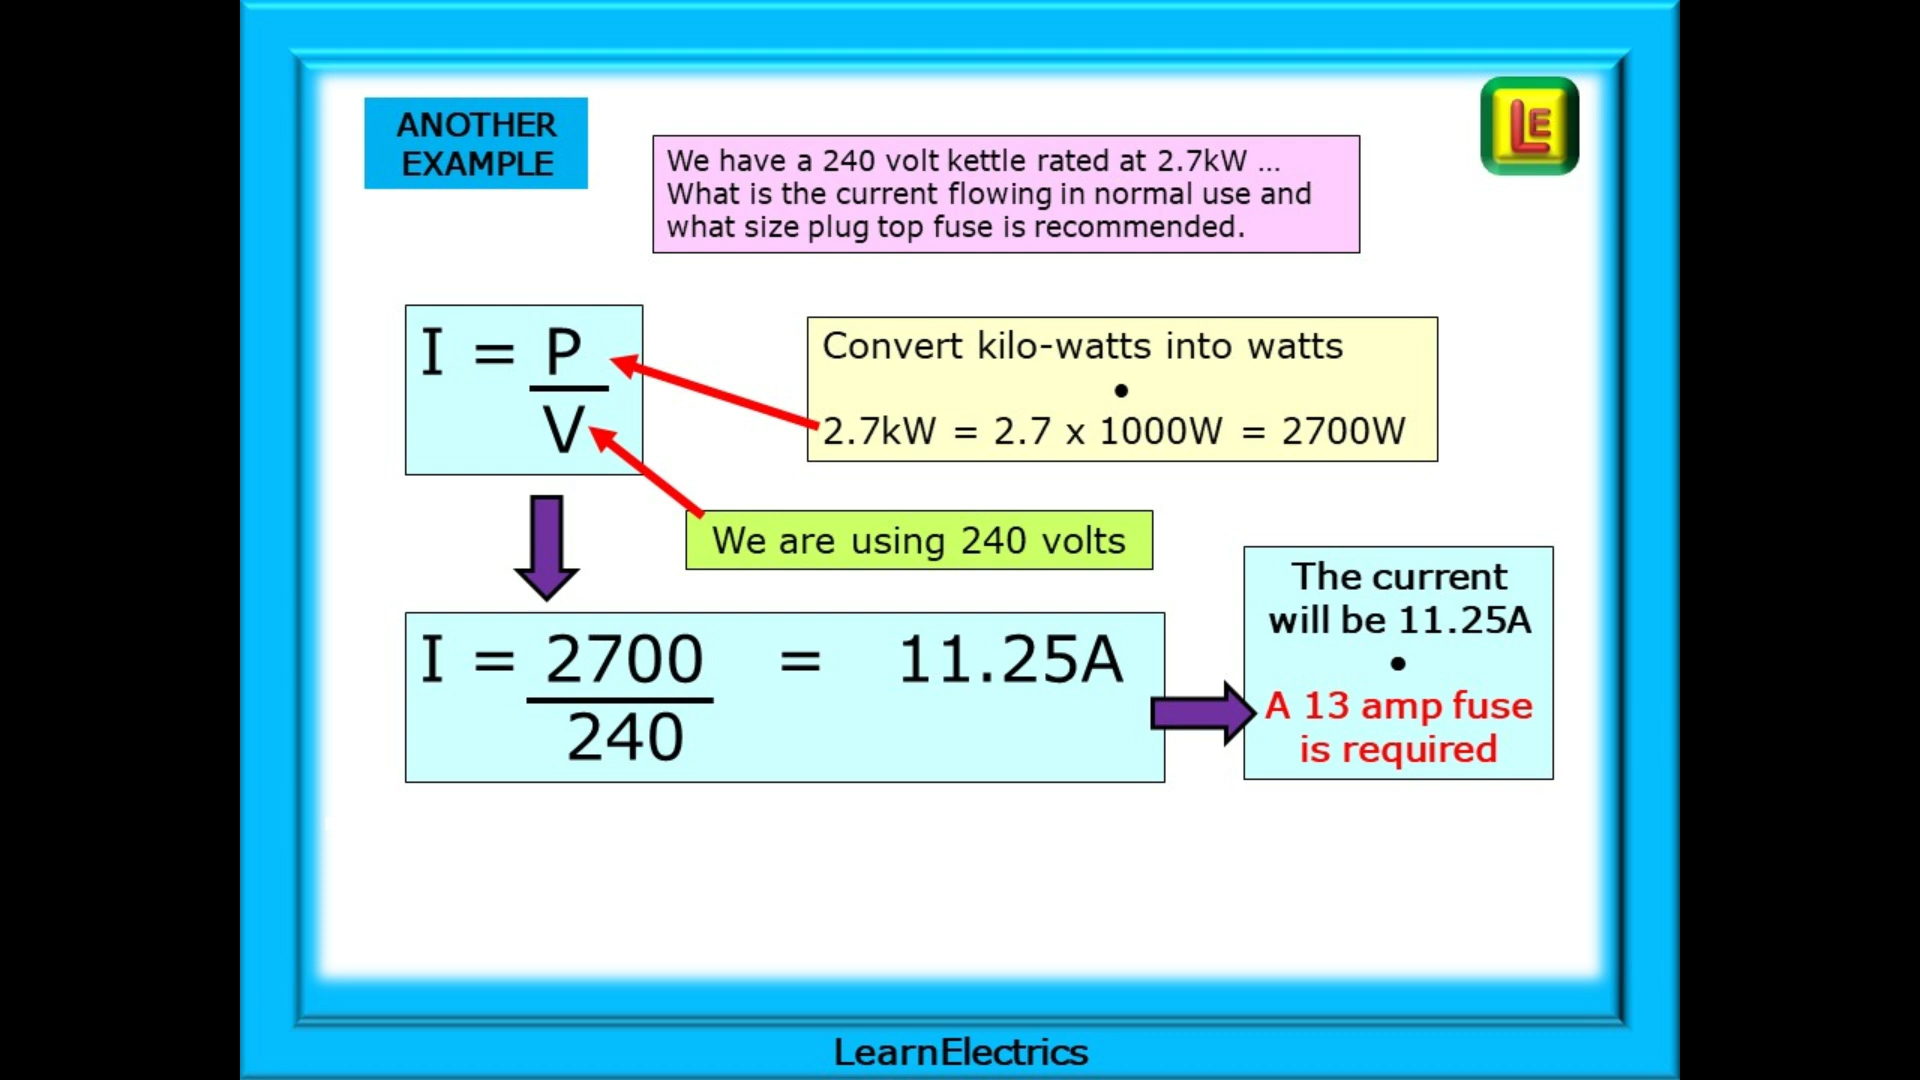 ANOTHER
EXAMPLE
LE
We have a 240 volt kettle rated at 2.7kW ...
What is the current flowing in normal use and
what size plug top fuse is recommended.
I = P
V
Convert kilo-watts into watts
•
2.7kW = 2.7 x 1000W = 2700W
We are using 240 volts
I = 2700 = 11.25A
240
The current
will be 11.25A
•
A 13 amp fuse
is required
LearnElectrics